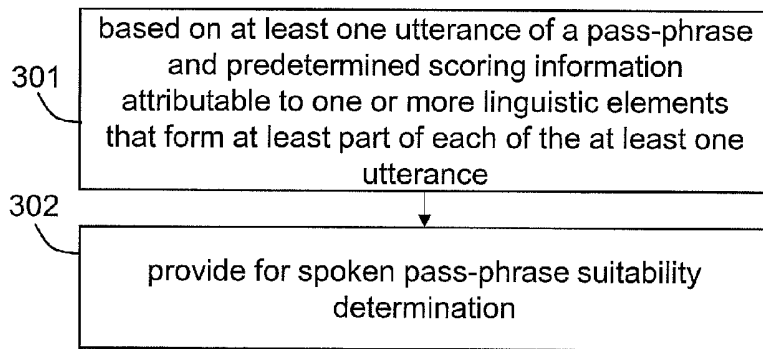 based on at least one utterance of a pass-phrase
and predetermined scoring information
301
attributable to one or more linguistic elements
that form at least part of each of the at least one
utterance
302
provide for spoken pass-phrase suitability
determination